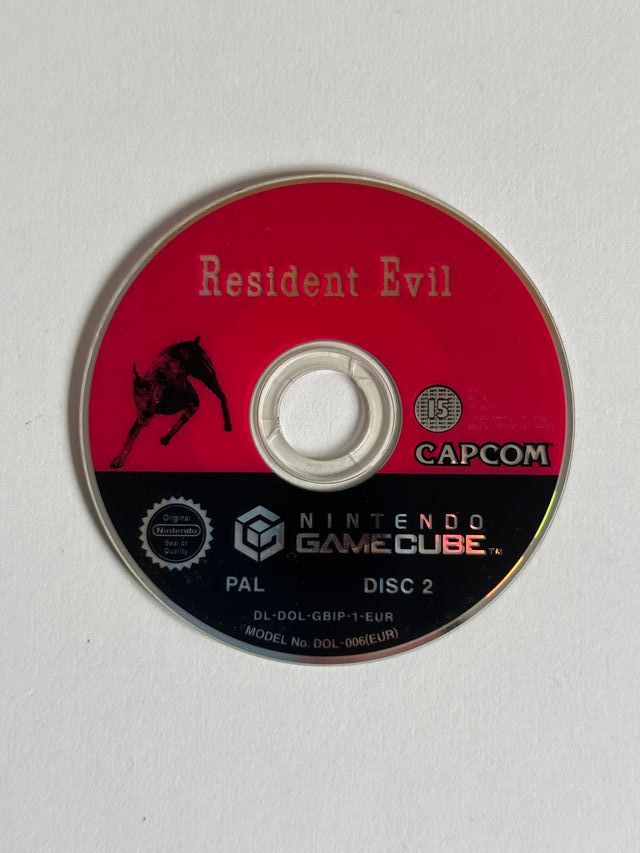 Resident Evil
15
CAPCOM
Original
Nintendo
Seal of
Quality
NINTENDO
GAMECUBE™
PAL DISC 2
DL-DOL-GBIP-1-EUR
MODEL No. DOL-006(EUR)